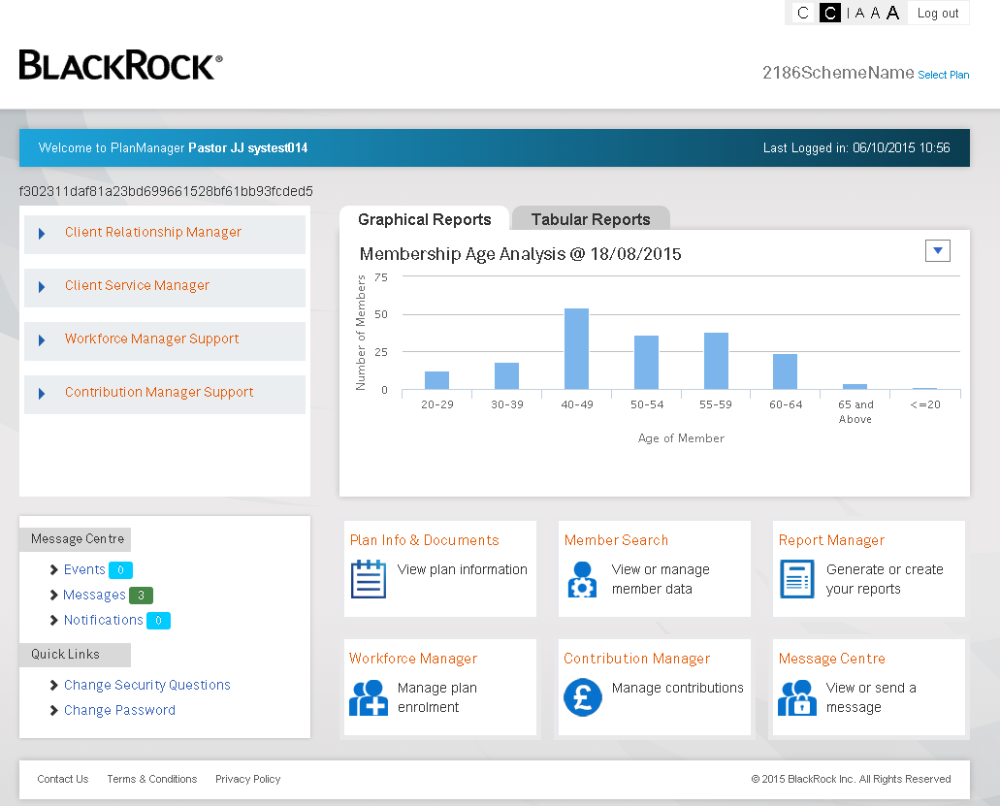 C C | A A A Log out
BLACKROCK®
2186SchemeName Select Plan
Welcome to PlanManager Pastor JJ systest014
Last Logged in: 06/10/2015 10:56
f302311daf81a23bd699661528bf61bb93fcded5
Client Relationship Manager
Client Service Manager
Workforce Manager Support
Contribution Manager Support
Graphical Reports
Tabular Reports
Membership Age Analysis @ 18/08/2015
Number of Members
75
50
25
0
20-29 30-39 40-49 50-54 55-59 60-64 65 and Above <=20
Age of Member
Message Centre
Events 0
Messages 3
Notifications 0
Quick Links
Change Security Questions
Change Password
Plan Info & Documents
View plan information
Member Search
View or manage
member data
Report Manager
Generate or create
your reports
Workforce Manager
Manage plan
enrolment
Contribution Manager
£
Manage contributions
Message Centre
View or send a
message
Contact Us Terms & Conditions Privacy Policy
© 2015 BlackRock Inc. All Rights Reserved